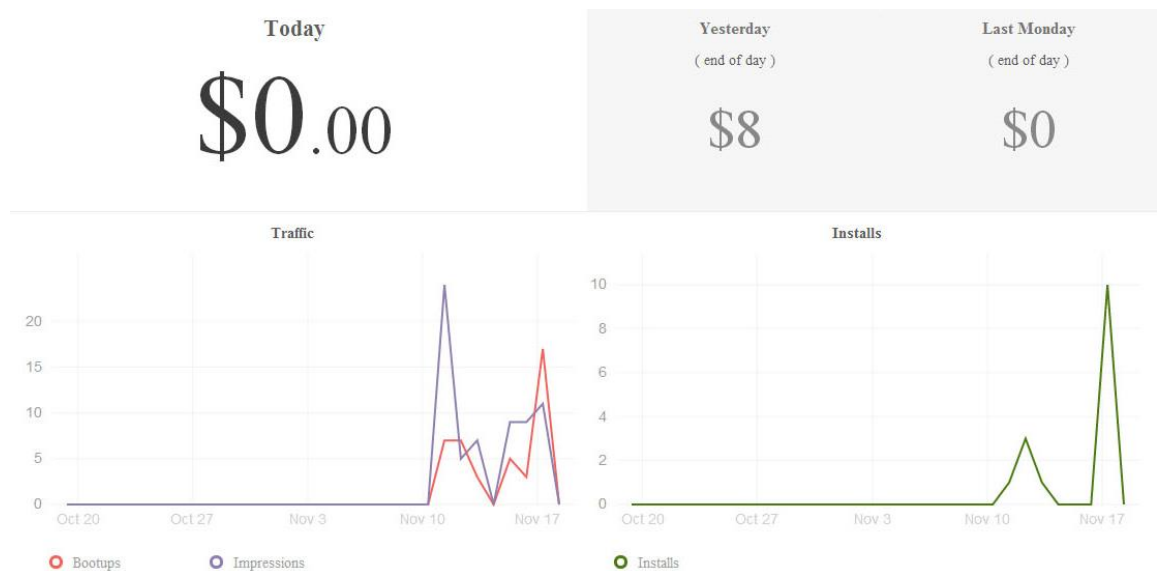 Today
$0.00
Yesterday
( end of day )
$8
Last Monday
( end of day )
$0
Traffic
20
15
10
5
0
Oct 20 Oct 27 Nov 3 Nov 10 Nov 17
Bootups Impressions
Installs
10
8
6
4
2
0
Oct 20 Oct 27 Nov 3 Nov 10 Nov 17
Installs